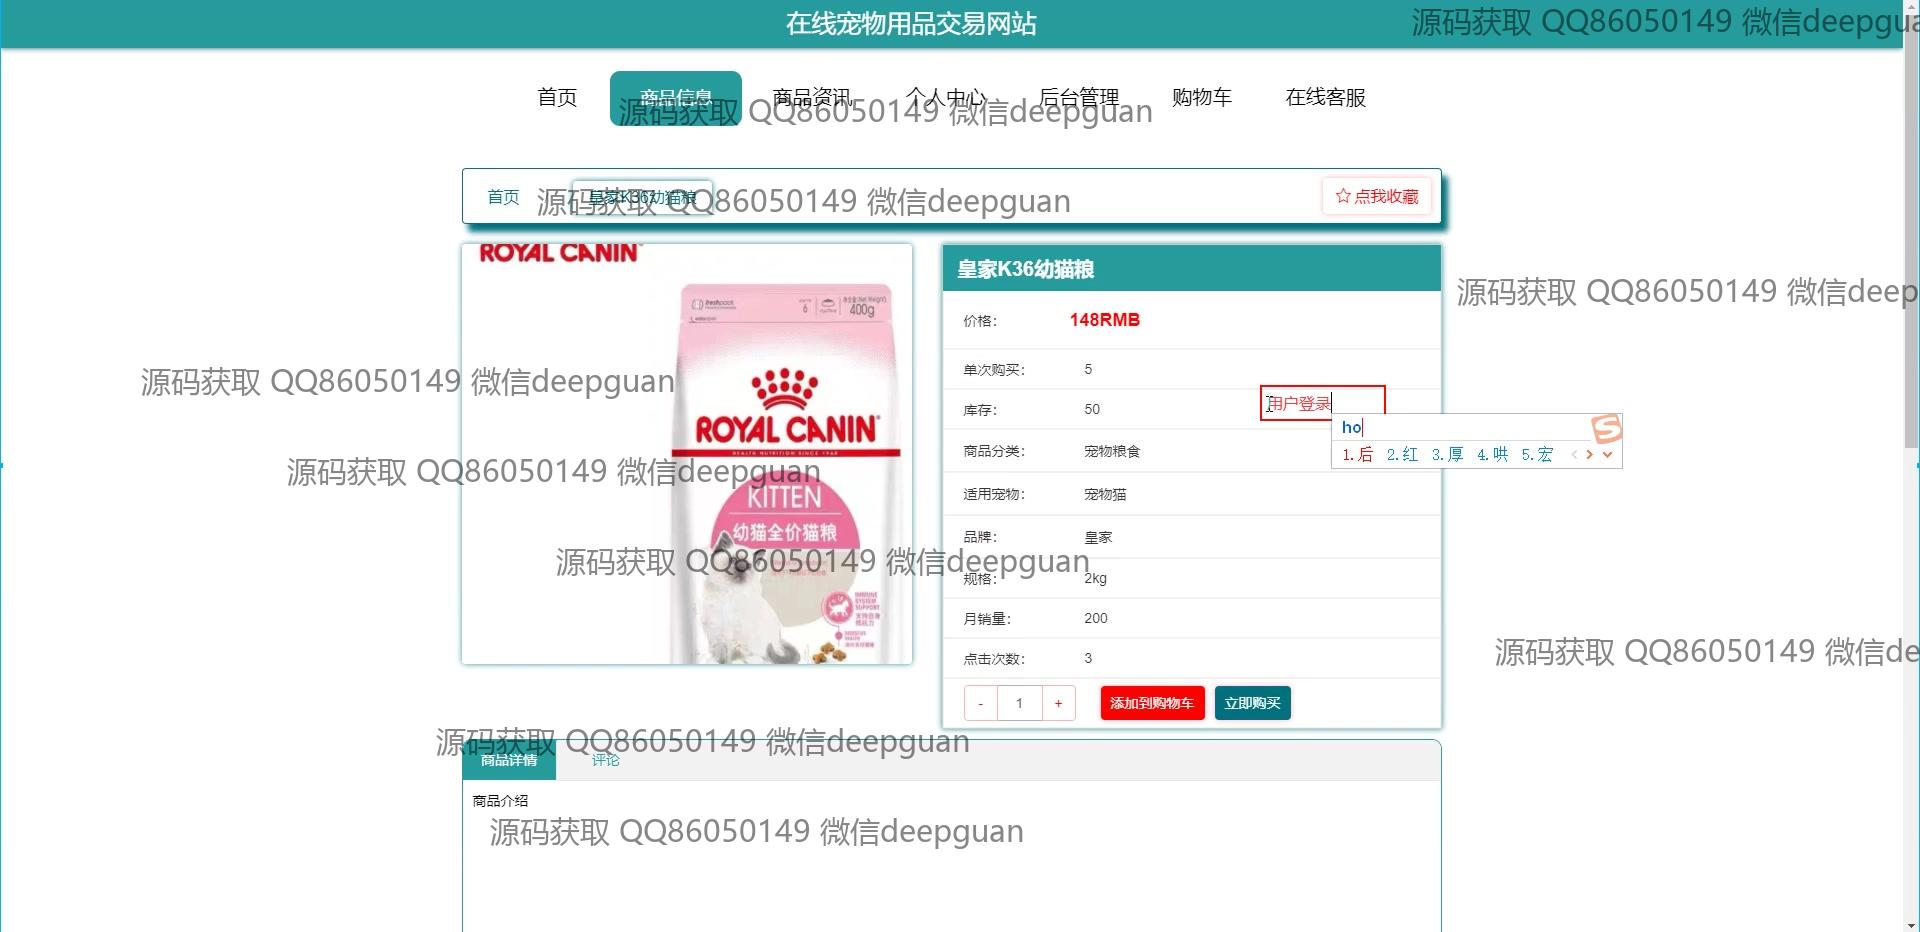 在线宠物用品交易网站
源码获取 QQ86050149 微信deepgua
首页
商品信息
商品资讯
个人中心
后台管理
购物车
在线客服
源码获取 QQ86050149 微信deepguan
首页
皇家K36幼猫粮
源码获取 QQ86050149 微信deepguan
☆ 点我收藏
ROYAL CANIN
freshpack
净含量(Net Weight)
400g
6
ROYAL CANIN
HEALTH NUTRITION SINCE 1968
KITTEN
幼猫全价猫粮
IMMUNE SYSTEM SUPPORT
皇家K36幼猫粮
价格：
148RMB
源码获取 QQ86050149 微信deep
单次购买：
5
源码获取 QQ86050149 微信deepguan
库存：
50
用户登录
ho
1.后 2.红 3.厚 4.哄 5.宏
商品分类：
宠物粮食
源码获取 QQ86050149 微信deepguan
适用宠物：
宠物猫
品牌：
皇家
源码获取 QQ86050149 微信deepguan
规格：
2kg
月销量：
200
源码获取 QQ86050149 微信de
点击次数：
3
- 1 +
添加到购物车
立即购买
源码获取 QQ86050149 微信deepguan
商品详情
评论
商品介绍
源码获取 QQ86050149 微信deepguan